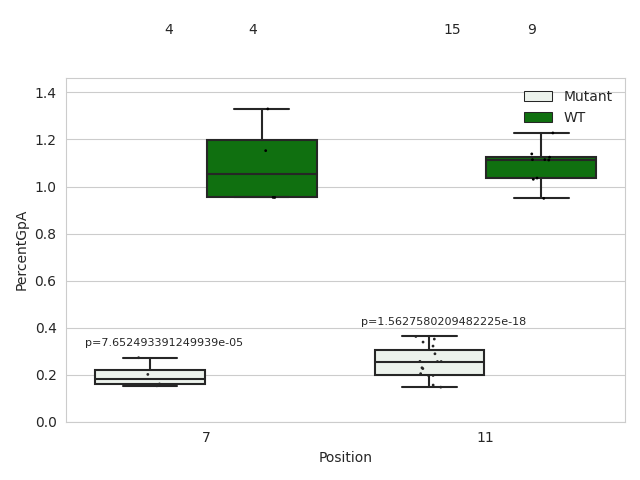 4 4 15 9
1.4
Mutant
WT
1.2
1.0
0.8
PercentGpA
0.6
0.4
p=7.652493391249939e-05
p=1.5627580209482225e-18
0.2
0.0
7 11
Position